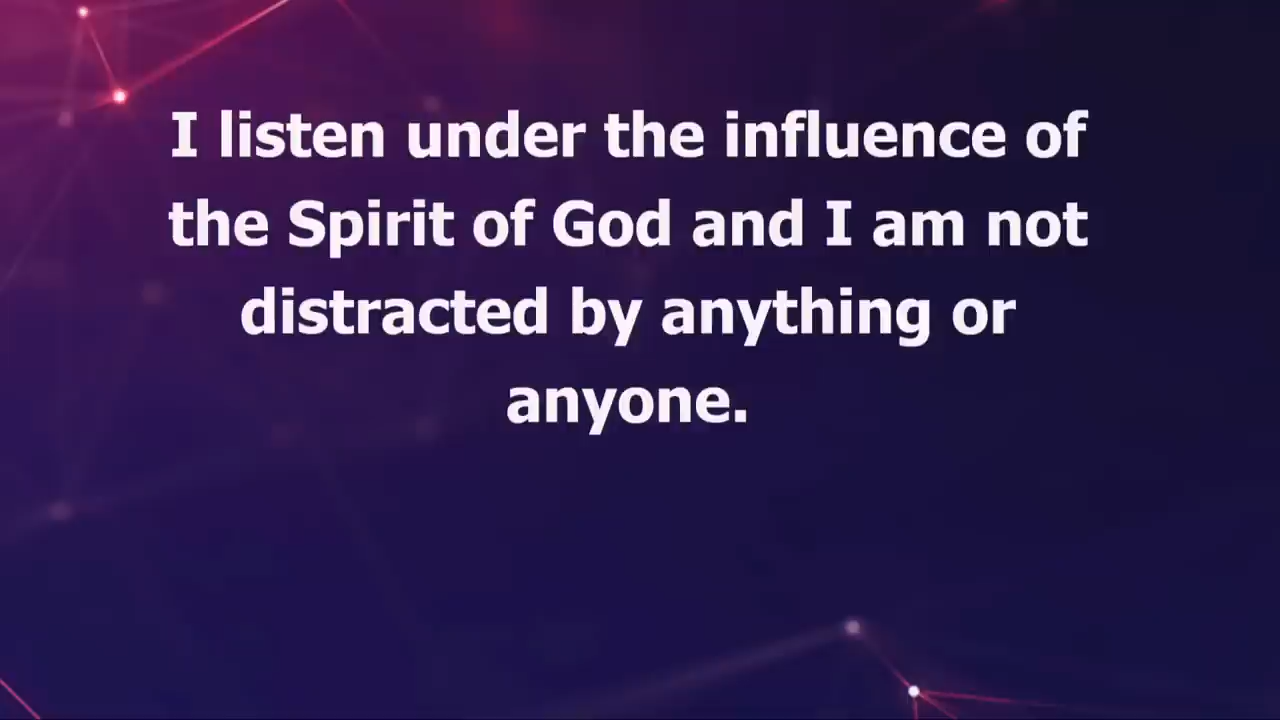 I listen under the influence of
the Spirit of God and I am not
distracted by anything or
anyone.